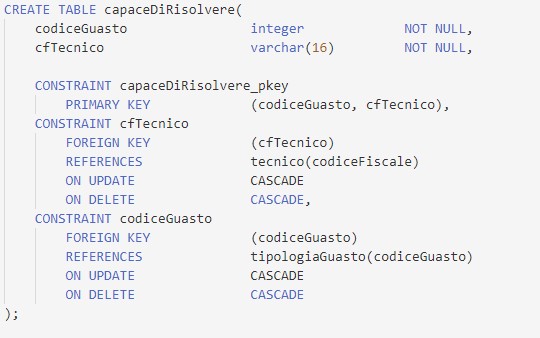 CREATE TABLE capaceDiRisolvere(
    codiceGuasto                integer             NOT NULL,
    cfTecnico                   varchar(16)         NOT NULL,

    CONSTRAINT capaceDiRisolvere_pkey
        PRIMARY KEY             (codiceGuasto, cfTecnico),
    CONSTRAINT cfTecnico
        FOREIGN KEY             (cfTecnico)
        REFERENCES              tecnico(codiceFiscale)
        ON UPDATE               CASCADE
        ON DELETE               CASCADE,
    CONSTRAINT codiceGuasto
        FOREIGN KEY             (codiceGuasto)
        REFERENCES              tipologiaGuasto(codiceGuasto)
        ON UPDATE               CASCADE
        ON DELETE               CASCADE
);